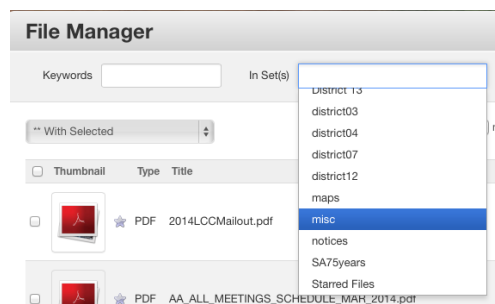 File Manager
Keywords
In Set(s)
District 13
district03
district04
district07
district12
maps
misc
notices
SA75years
Starred Files
** With Selected
Thumbnail Type Title
PDF 2014LCCMailout.pdf
PDF AA_ALL_MEETINGS_SCHEDULE_MAR_2014.pdf